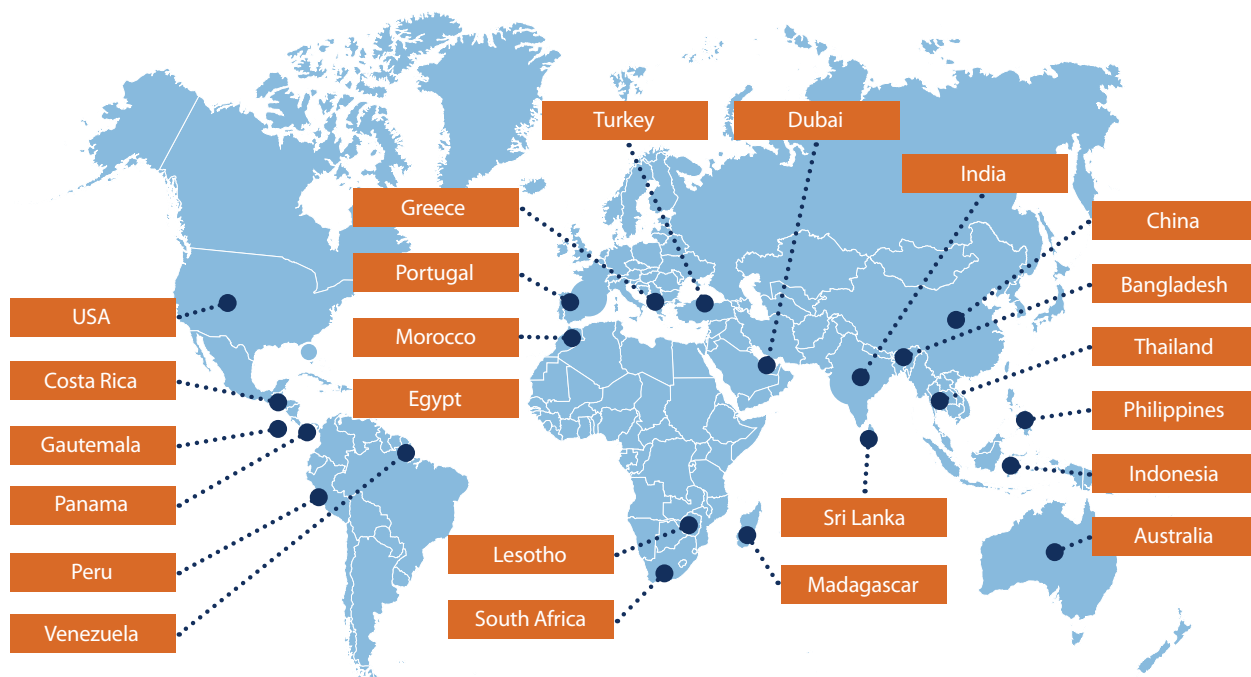 Turkey
Dubai
India
Greece
China
Portugal
Bangladesh
USA
Morocco
Thailand
Costa Rica
Egypt
Philippines
Gautemala
Indonesia
Panama
Sri Lanka
Australia
Lesotho
Peru
Madagascar
South Africa
Venezuela